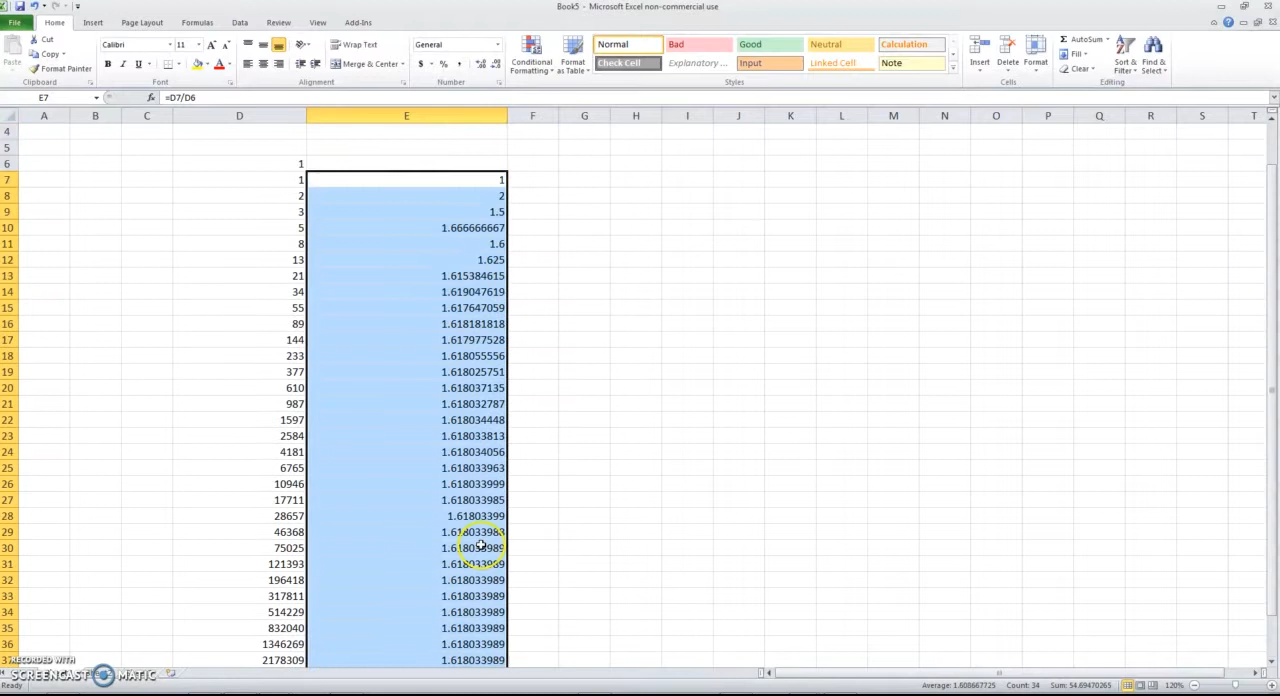 Book5 - Microsoft Excel non-commercial use
File Home Insert Page Layout Formulas Data Review View Add-Ins
Paste
Cut
Copy
Format Painter
Clipboard
Calibri 11
B I U
Font
Wrap Text
Merge & Center
Alignment
General
$ % ,
Number
Conditional Formatting
Format as Table
Normal Bad Good Neutral Calculation
Check Cell Explanatory ... Input Linked Cell Note
Styles
Insert Delete Format
Cells
AutoSum
Fill
Clear
Sort & Filter
Find & Select
Editing
E7 fx =D7/D6
A B C D E F G H I J K L M N O P Q R S T
4
5
6 1
7 1 1
8 2 2
9 3 1.5
10 5 1.666666667
11 8 1.6
12 13 1.625
13 21 1.615384615
14 34 1.619047619
15 55 1.617647059
16 89 1.618181818
17 144 1.617977528
18 233 1.618055556
19 377 1.618025751
20 610 1.618037135
21 987 1.618032787
22 1597 1.618034448
23 2584 1.618033813
24 4181 1.618034056
25 6765 1.618033963
26 10946 1.618033999
27 17711 1.618033985
28 28657 1.61803399
29 46368 1.618033988
30 75025 1.618033989
31 121393 1.618033989
32 196418 1.618033989
33 317811 1.618033989
34 514229 1.618033989
35 832040 1.618033989
36 1346269 1.618033989
37 2178309 1.618033989
RECORDED WITH
SCREENCAST MATIC
Ready Average: 1.608667725 Count: 34 Sum: 54.69470265 120%